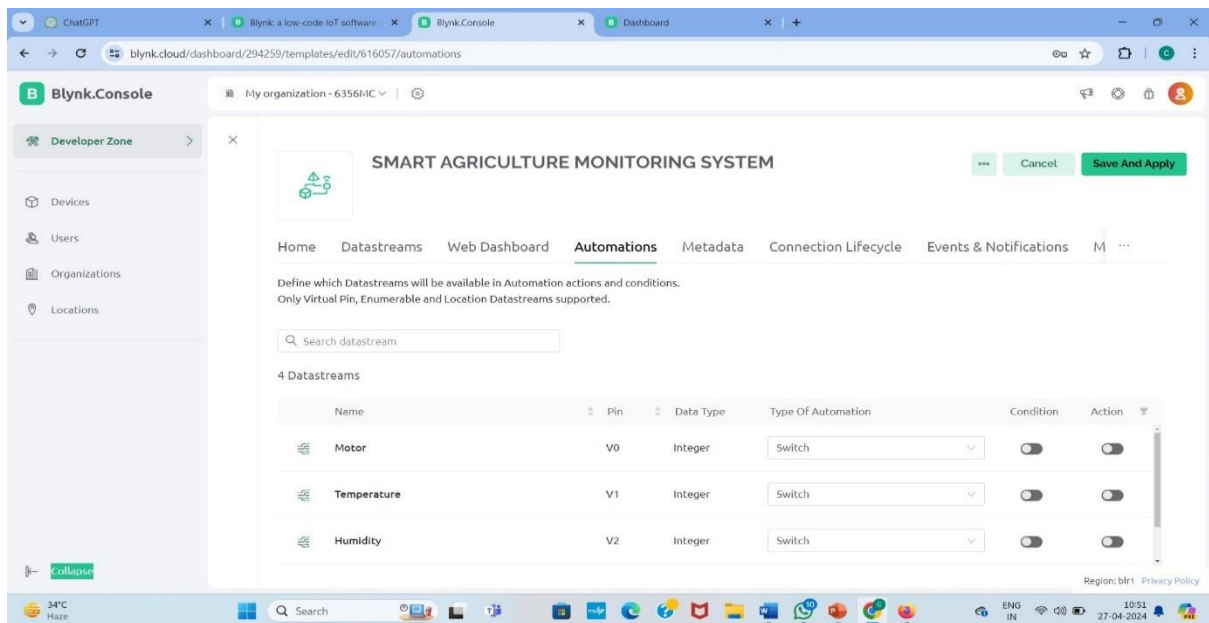 ChatGPT
Blynk: a low-code IoT software
Blynk.Console
Dashboard
blynk.cloud/dashboard/294259/templates/edit/616057/automations
C
B Blynk.Console
My organization - 6356MC
Developer Zone
SMART AGRICULTURE MONITORING SYSTEM
Cancel
Save And Apply
Devices
Users
Organizations
Locations
Home Datastreams Web Dashboard Automations Metadata Connection Lifecycle Events & Notifications M ...
Define which Datastreams will be available in Automation actions and conditions.
Only Virtual Pin, Enumerable and Location Datastreams supported.
Search datastream
4 Datastreams
Name Pin Data Type Type Of Automation Condition Action
Motor V0 Integer Switch
Temperature V1 Integer Switch
Humidity V2 Integer Switch
Collapse
Region: blr1 Privacy Policy
34°C
Haze
Search
ENG
IN
10:51
27-04-2024